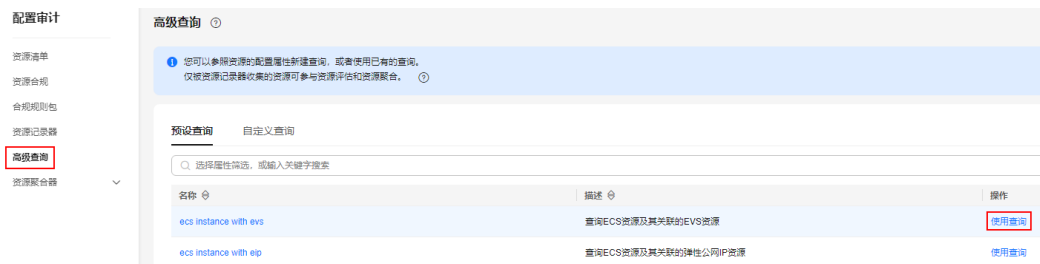 配置审计
资源清单
资源合规
合规规则包
资源记录器
高级查询
资源聚合器
高级查询
您可以参照资源的配置属性新建查询，或者使用已有的查询。
仅被资源记录器收集的资源可参与资源评估和资源聚合。
预设查询 自定义查询
选择属性筛选，或输入关键字搜索
名称 描述 操作
ecs instance with evs 查询ECS资源及其关联的EVS资源 使用查询
ecs instance with eip 查询ECS资源及其关联的弹性公网IP资源 使用查询